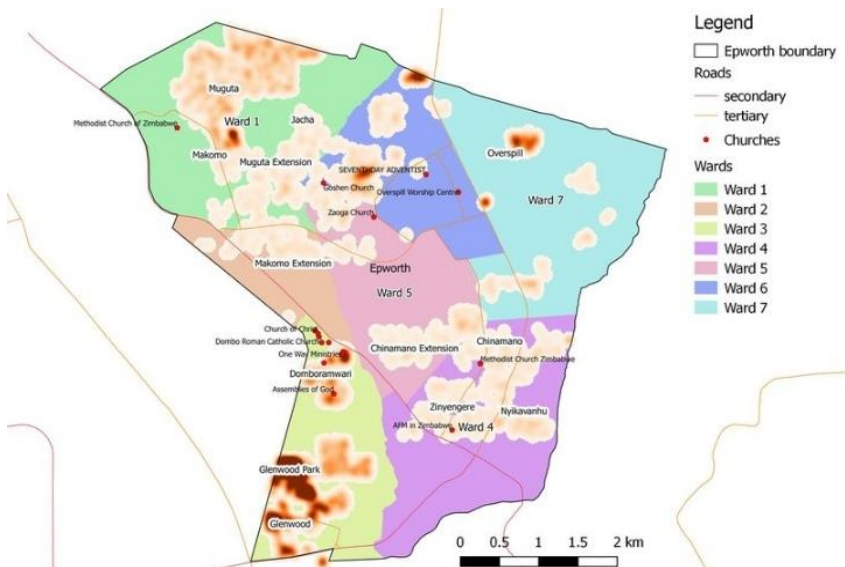 Legend
Epworth boundary
Roads
secondary
tertiary
Churches
Wards
Ward 1
Ward 2
Ward 3
Ward 4
Ward 5
Ward 6
Ward 7
Muguta
Methodist Church of Zimbabwe
Ward 1
Jacha
Makomo
Muguta Extension
Overspill
SEVENTHDAY ADVENTIST
Goshen Church
Overspill Worship Centre
Ward 7
Zaoga Church
Makomo Extension
Epworth
Ward 5
Church of Christ
Dombo Roman Catholic Church
One Way Ministries
Chinamano Extension
Chinamano
Methodist Church Zimbabwe
Domboramwari
Assemblies of God
Zinyengere
Nyikavanhu
AFM in Zimbabwe
Ward 4
Glenwood Park
Glenwood
0 0.5 1 1.5 2 km